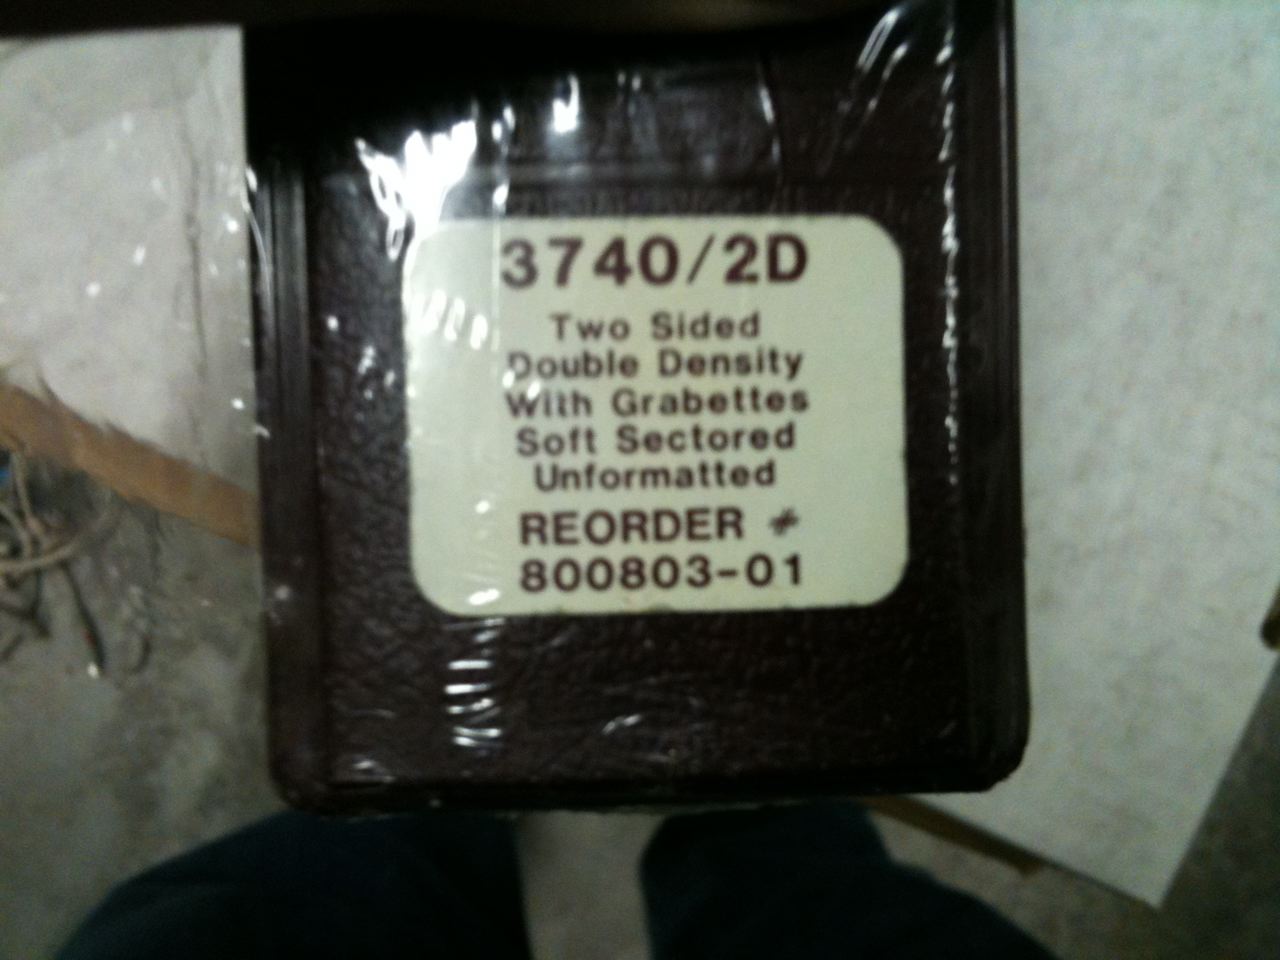 3740/2D
Two Sided
Double Density
With Grabettes
Soft Sectored
Unformatted
REORDER #
800803-01